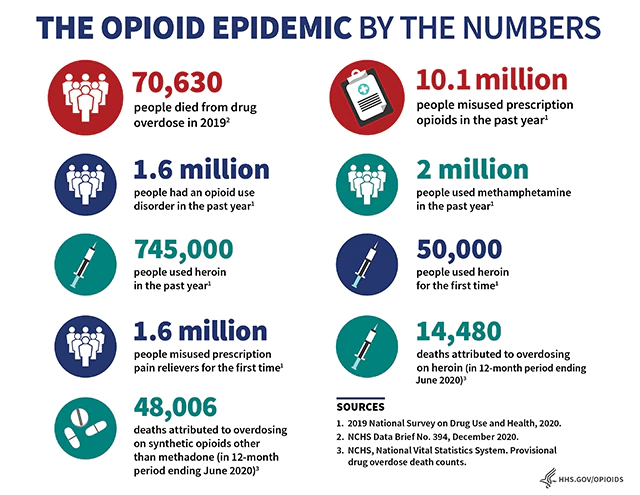 THE OPIOID EPIDEMIC BY THE NUMBERS
70,630
people died from drug
overdose in 2019²
10.1 million
people misused prescription
opioids in the past year¹
1.6 million
people had an opioid use
disorder in the past year¹
2 million
people used methamphetamine
in the past year¹
745,000
people used heroin
in the past year¹
50,000
people used heroin
for the first time¹
1.6 million
people misused prescription
pain relievers for the first time¹
14,480
deaths attributed to overdosing
on heroin (in 12-month period ending
June 2020)³
48,006
deaths attributed to overdosing
on synthetic opioids other
than methadone (in 12-month
period ending June 2020)³
SOURCES
1. 2019 National Survey on Drug Use and Health, 2020.
2. NCHS Data Brief No. 394, December 2020.
3. NCHS, National Vital Statistics System. Provisional
drug overdose death counts.
HHS.GOV/OPIOIDS